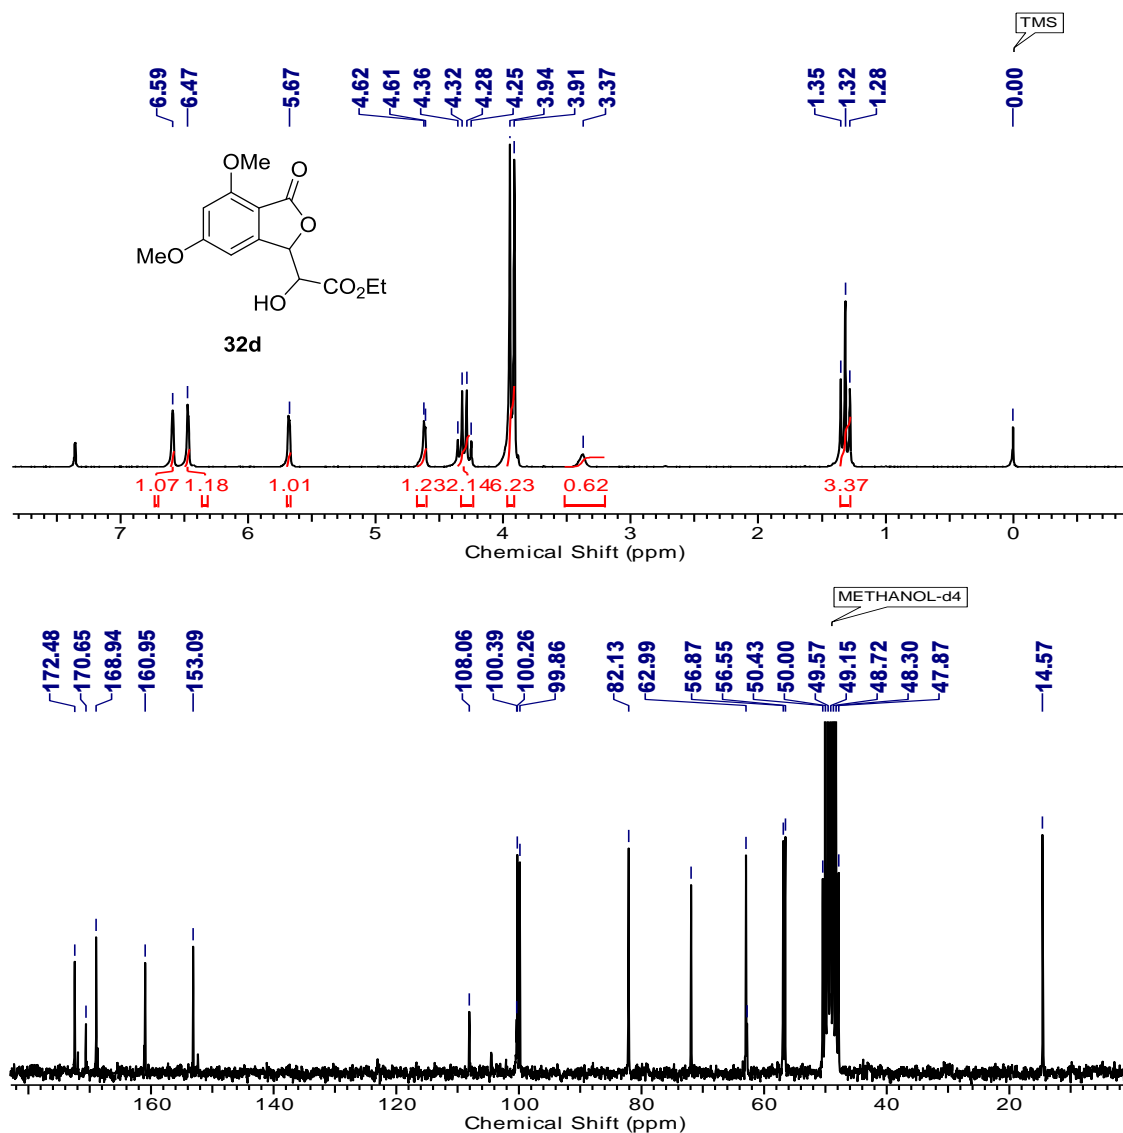 TMS
6.59 6.47 5.67 4.62 4.61 4.36 4.32 4.28 4.25 3.94 3.91 3.37 1.35 1.32 1.28 0.00
OMe
O
O
MeO
HO
CO2Et
32d
1.07 1.18 1.01 1.23 2.14 6.23 0.62 3.37
7 6 5 4 3 2 1 0
Chemical Shift (ppm)
METHANOL-d4
172.48 170.65 168.94 160.95 153.09 108.06 100.39 100.26 99.86 82.13 62.99 56.87 56.55 50.43 50.00 49.57 49.15 48.72 48.30 47.87 14.57
160 140 120 100 80 60 40 20
Chemical Shift (ppm)